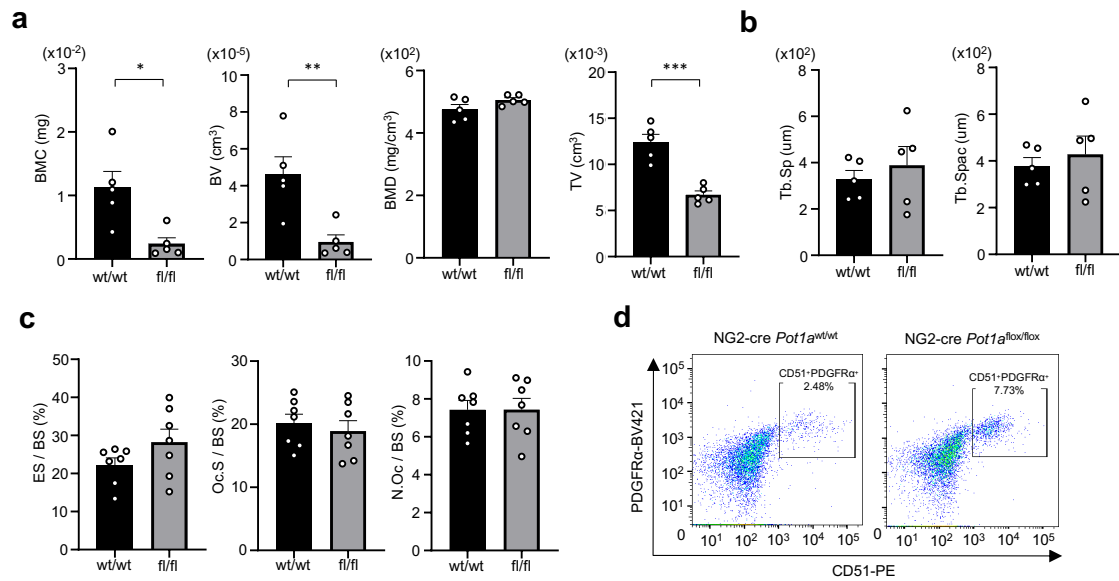 a
(x10-2)
BMC (mg)
3
2
1
0
*
wt/wt
fl/fl
(x10-5)
BV (cm3)
10
8
6
4
2
0
**
wt/wt
fl/fl
(x102)
BMD (mg/cm3)
6
4
2
0
wt/wt
fl/fl
(x10-3)
TV (cm3)
20
15
10
5
0
***
wt/wt
fl/fl
b
(x102)
Tb.Sp (um)
8
6
4
2
0
wt/wt
fl/fl
(x102)
Tb.Spac (um)
8
6
4
2
0
wt/wt
fl/fl
c
ES / BS (%)
50
40
30
20
10
0
wt/wt
fl/fl
Oc.S / BS (%)
30
20
10
0
wt/wt
fl/fl
N.Oc / BS (%)
10
8
6
4
2
0
wt/wt
fl/fl
d
NG2-cre Pot1awt/wt
NG2-cre Pot1aflox/flox
PDGFRα-BV421
105
104
103
102
101
0
CD51+PDGFRα+
2.48%
CD51+PDGFRα+
7.73%
0 101 102 103 104 105
0 101 102 103 104 105
CD51-PE